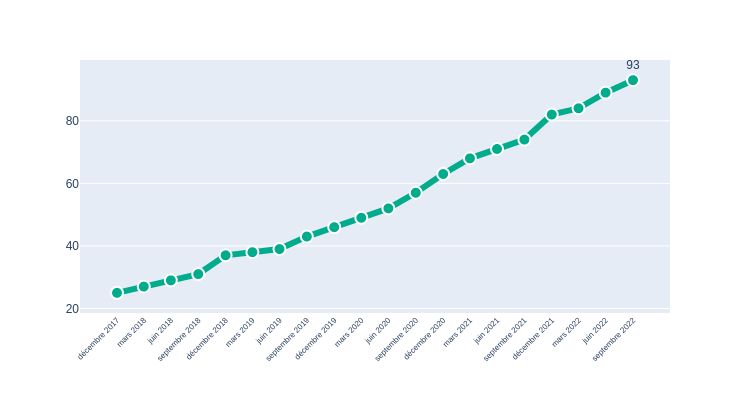 93
80
60
40
20
décembre 2017
mars 2018
juin 2018
septembre 2018
décembre 2018
mars 2019
juin 2019
septembre 2019
décembre 2019
mars 2020
juin 2020
septembre 2020
décembre 2020
mars 2021
juin 2021
septembre 2021
décembre 2021
mars 2022
juin 2022
septembre 2022